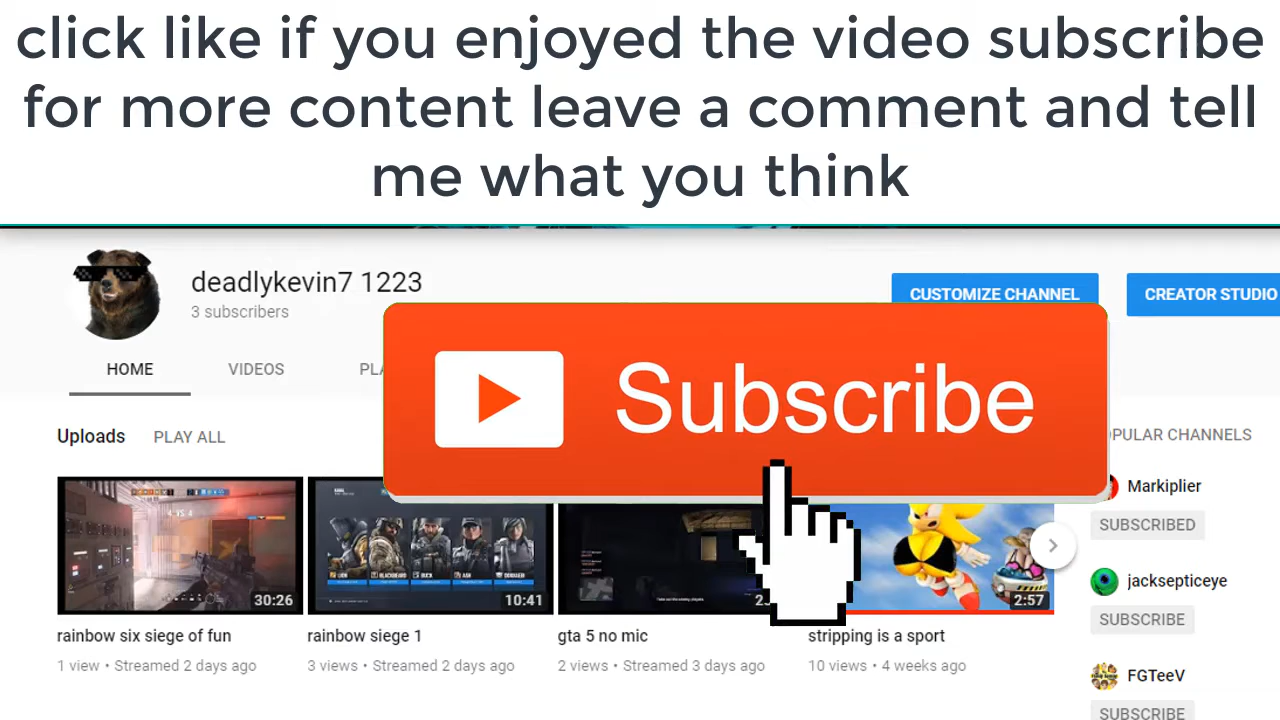 click like if you enjoyed the video subscribe
for more content leave a comment and tell
me what you think
deadlykevin7 1223
3 subscribers
CUSTOMIZE CHANNEL
CREATOR STUDIO
HOME
VIDEOS
Subscribe
Uploads
PLAY ALL
OPULAR CHANNELS
Markiplier
SUBSCRIBED
jacksepticeye
SUBSCRIBE
FGTeeV
SUBSCRIBE
30:26
10:41
2:57
rainbow six siege of fun
1 view • Streamed 2 days ago
rainbow siege 1
3 views • Streamed 2 days ago
gta 5 no mic
2 views • Streamed 3 days ago
stripping is a sport
10 views • 4 weeks ago